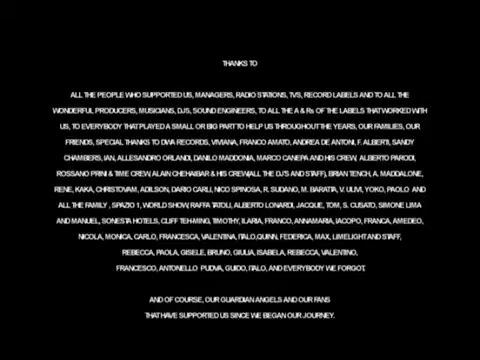 THANKS TO
ALL THE PEOPLE WHO SUPPORTED US, MANAGERS, RADIO STATIONS, TVS, RECORD LABELS AND TO ALL THE
WONDERFUL PRODUCERS, MUSICIANS, DJS, SOUND ENGINEERS, TO ALL THE A & Rs OF THE LABELS THAT WORKED WITH
US, TO EVERYBODY THAT PLAYED A SMALL OR BIG PART TO HELP US THROUGHOUT THE YEARS, OUR FAMILIES, OUR
FRIENDS, SPECIAL THANKS TO DWA RECORDS, VIVIANA, FRANCO AMATO, ANDREA DE ANTONI, F. ALBERTI, SANDY
CHAMBERS, IAN, ALLESANDRO ORLANDI, DANILO MADDONIA, MARCO CANEPA AND HIS CREW, ALBERTO PARODI,
ROSSANO PRINI & TIME CREW, ALAIN CHEHAIBAR & HIS CREW(ALL THE DJ'S AND STAFF), BRIAN TENCH, A. MAGDALONE,
RENE, KAKA, CHRISTOVAM, ADILSON, DARIO CARLI, NICO SPINOSA, R. SUDANO, M. BARATTA, V. ULIVI, YOKO, PAOLO AND
ALL THE FAMILY , SPAZIO 1, WORLD SHOW, RAFFA TATOLI, ALBERTO LONARDI, JACQUE, TOM, S. CUSATO, SIMONE LIMA
AND MANUEL, SONESTA HOTELS, CLIFF TEHMING, TIMOTHY, ILARIA, FRANCO, ANNAMARIA, IACOPO, FRANCA, AMEDEO,
NICOLA, MONICA, CARLO, FRANCESCA, VALENTINA, ITALO,QUINN, FEDERICA, MAX, LIMELIGHT AND STAFF,
REBECCA, PAOLA, GISELE, BRUNO, GIULIA, ISABELA, REBECCA, VALENTINO,
FRANCESCO, ANTONELLO PUDVA, GUIDO, ITALO, AND EVERYBODY WE FORGOT.
AND OF COURSE, OUR GUARDIAN ANGELS AND OUR FANS
THAT HAVE SUPPORTED US SINCE WE BEGAN OUR JOURNEY.